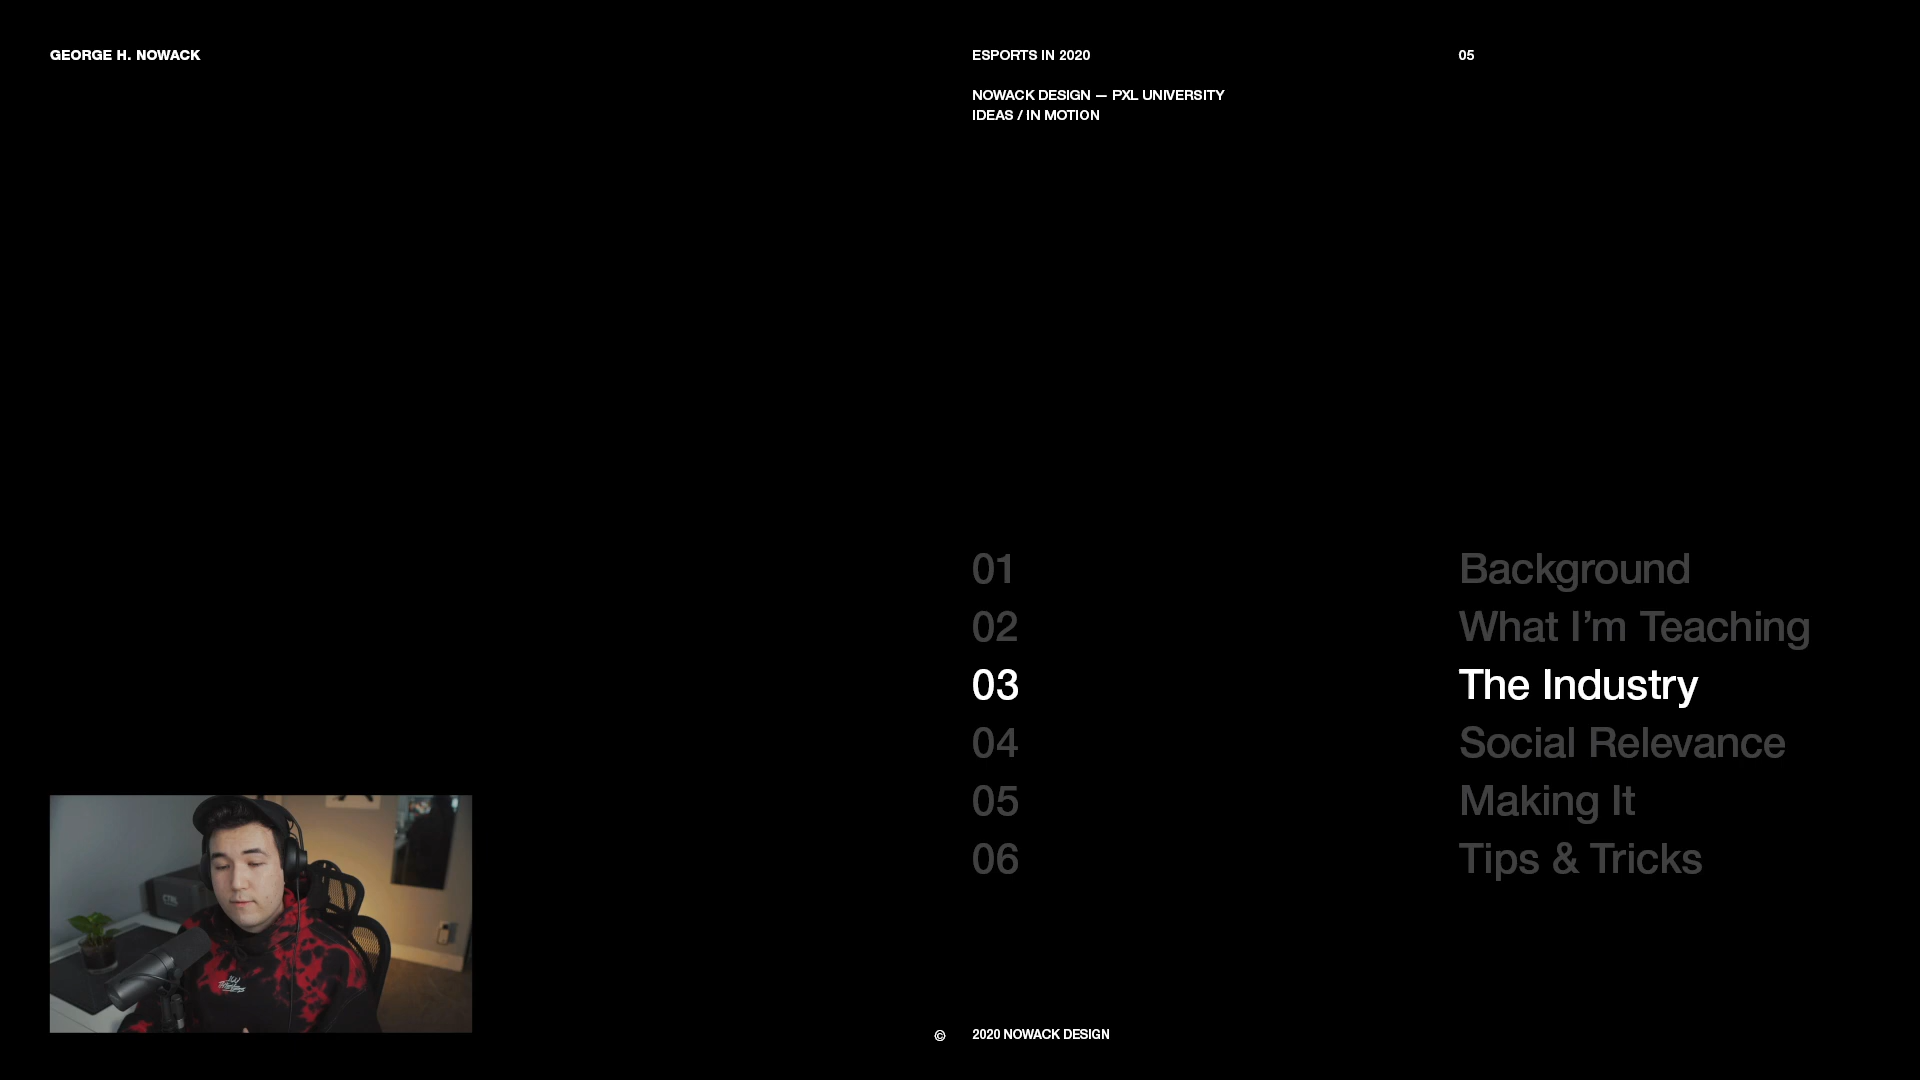 GEORGE H. NOWACK
ESPORTS IN 2020
05
NOWACK DESIGN — PXL UNIVERSITY
IDEAS / IN MOTION
01 Background
02 What I’m Teaching
03 The Industry
04 Social Relevance
05 Making It
06 Tips & Tricks
© 2020 NOWACK DESIGN